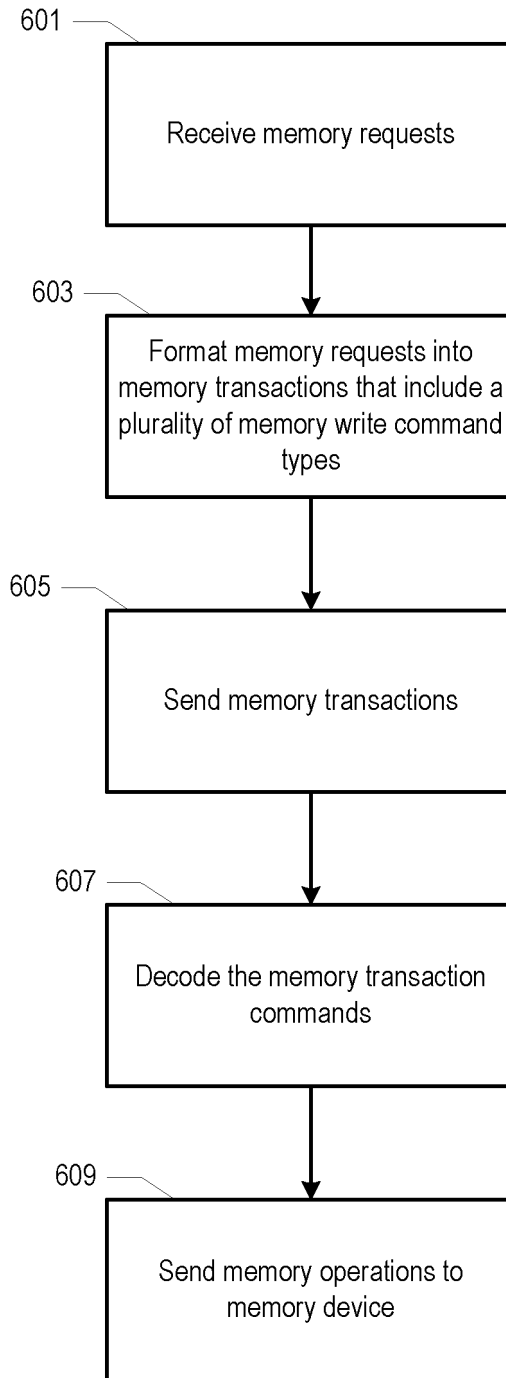 601
Receive memory requests
603
Format memory requests into
memory transactions that include a
plurality of memory write command
types
605
Send memory transactions
607
Decode the memory transaction
commands
609
Send memory operations to
memory device